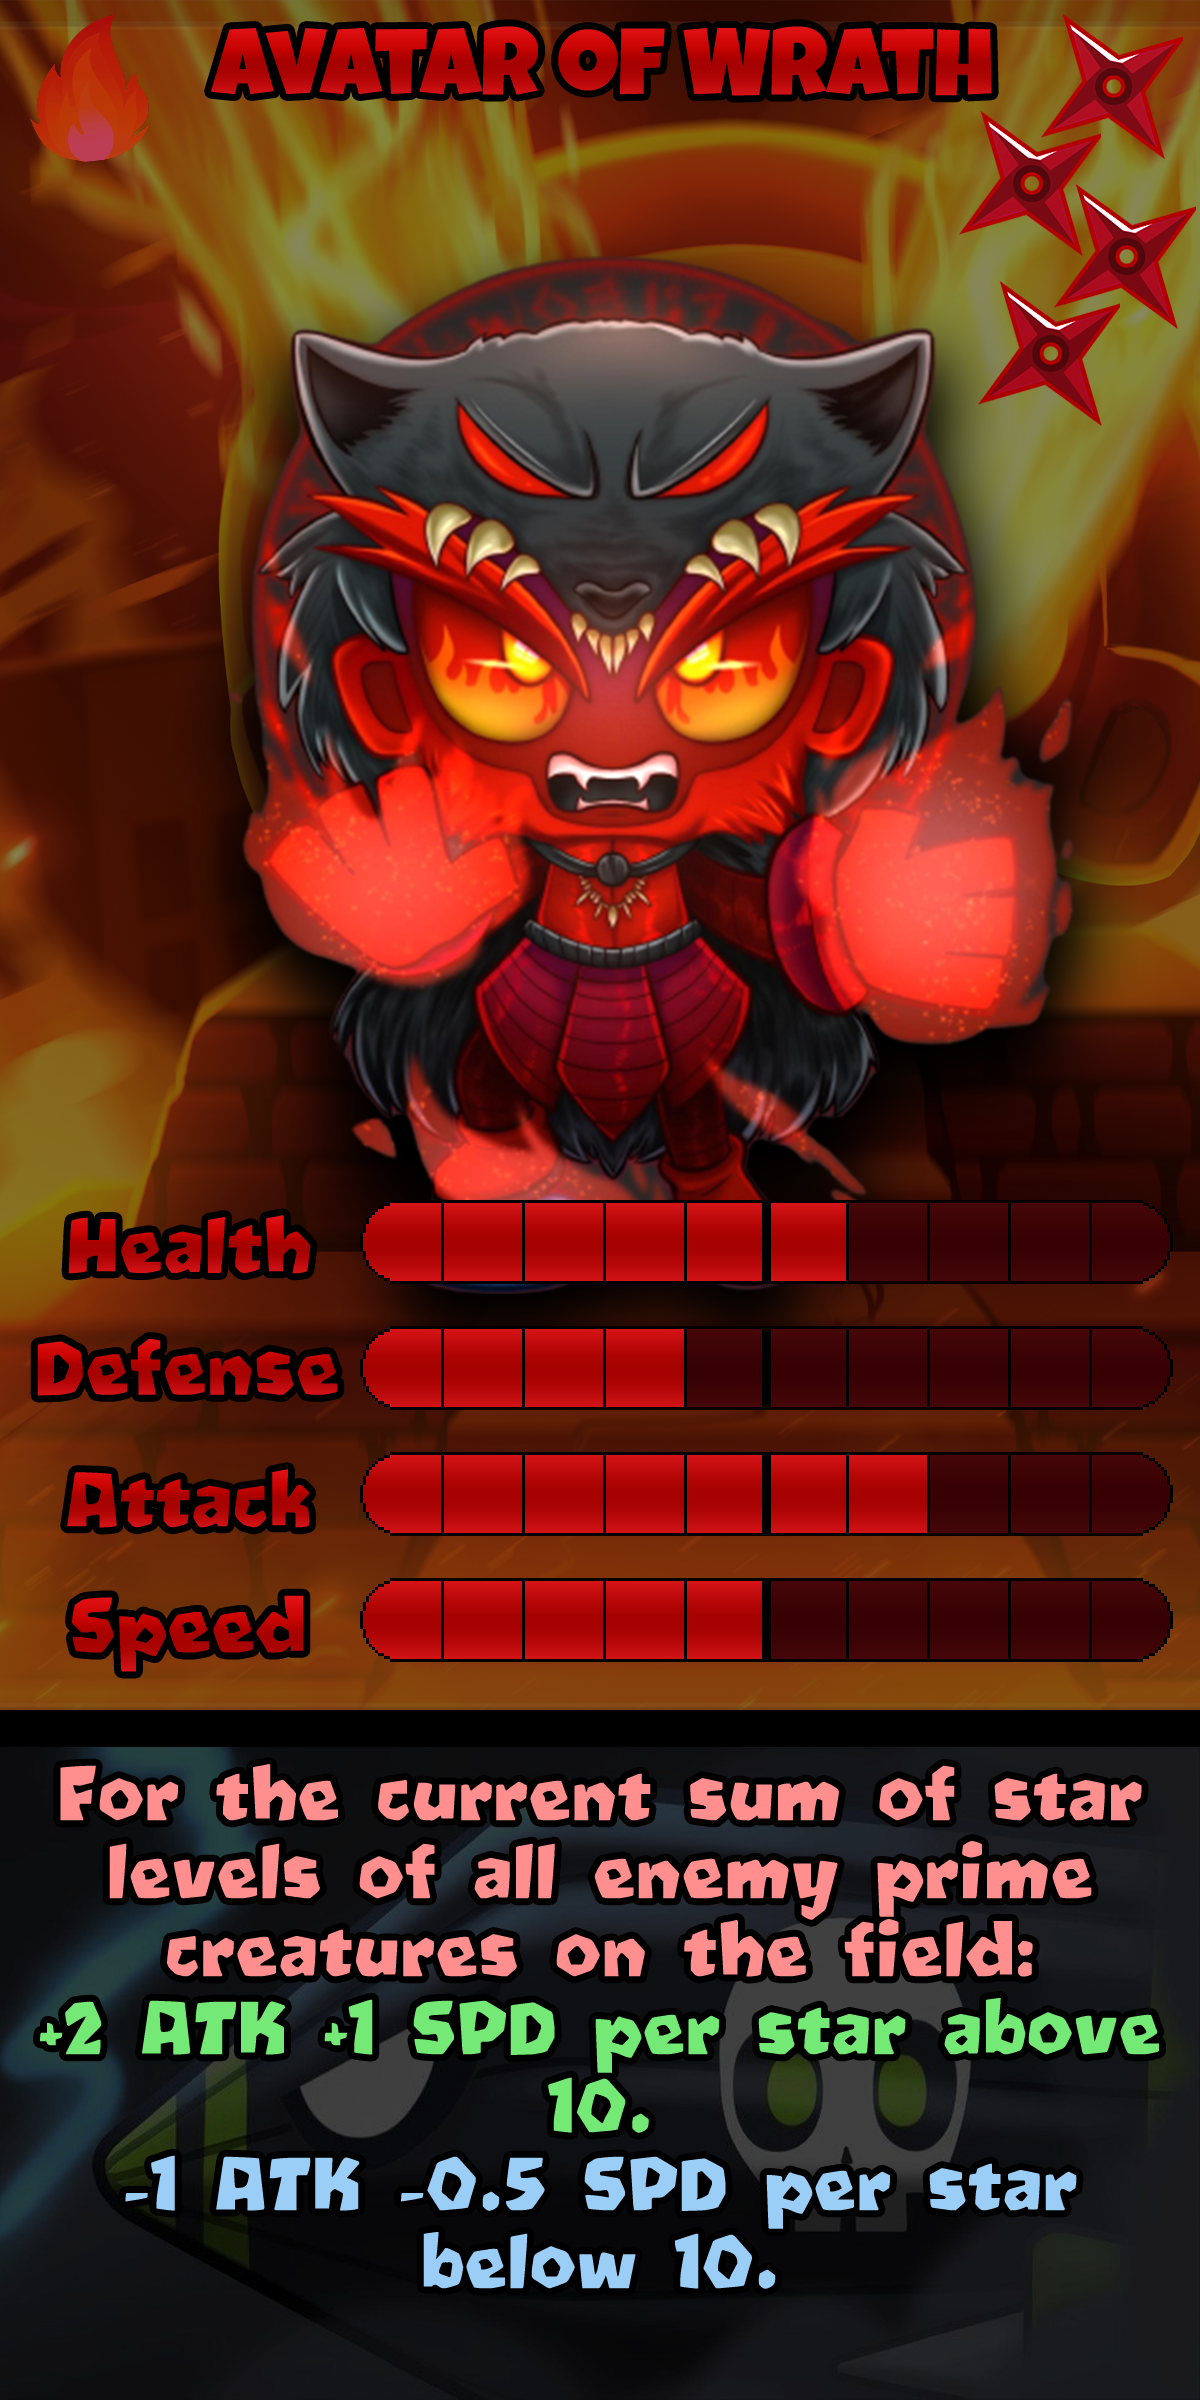 AVATAR OF WRATH
Health
Defense
Attack
Speed
For the current sum of star
levels of all enemy prime
creatures on the field:
+2 ATK +1 SPD per star above
10.
-1 ATK -0.5 SPD per star
below 10.